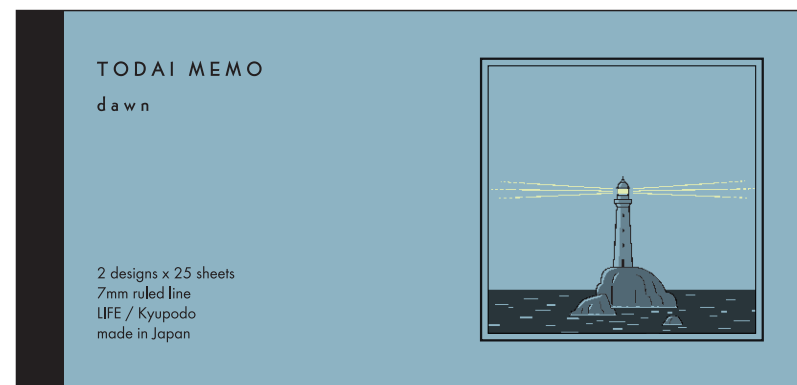 TODAI MEMO
dawn
2 designs x 25 sheets
7mm ruled line
LIFE / Kyupodo
made in Japan